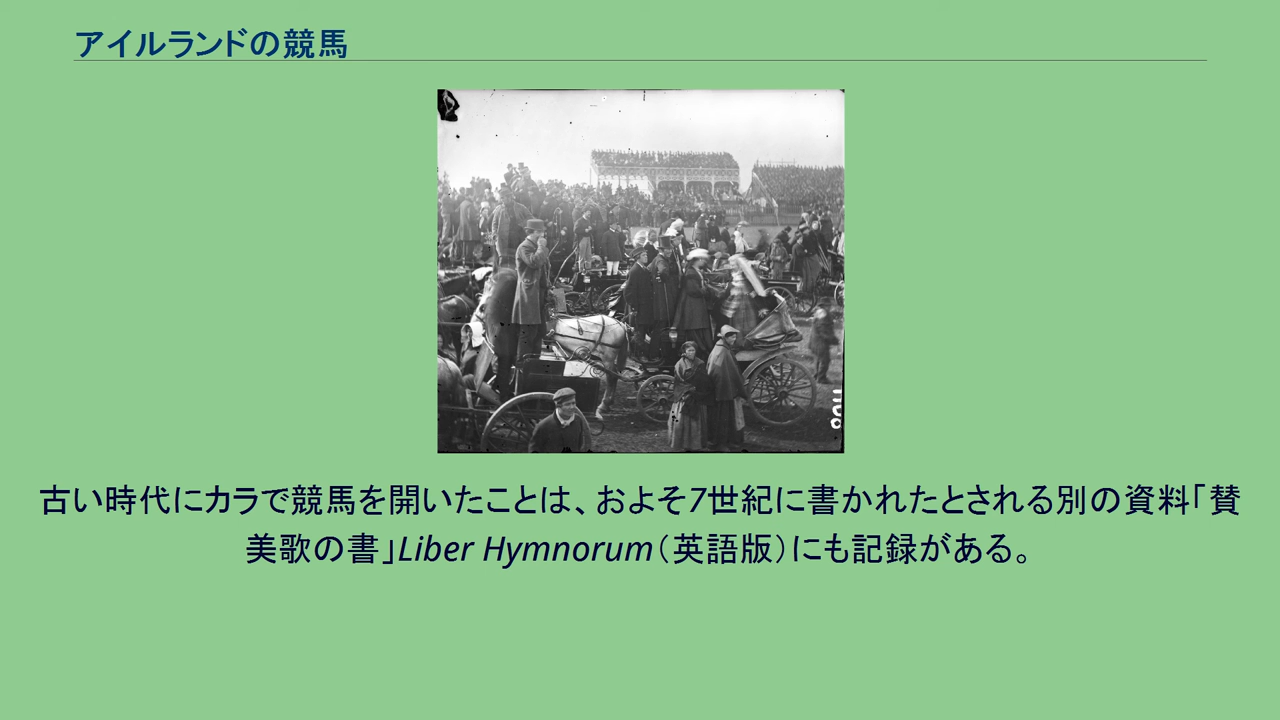 アイルランドの競馬
古い時代にカラで競馬を開いたことは、およそ7世紀に書かれたとされる別の資料「賛
美歌の書」Liber Hymnorum（英語版）にも記録がある。